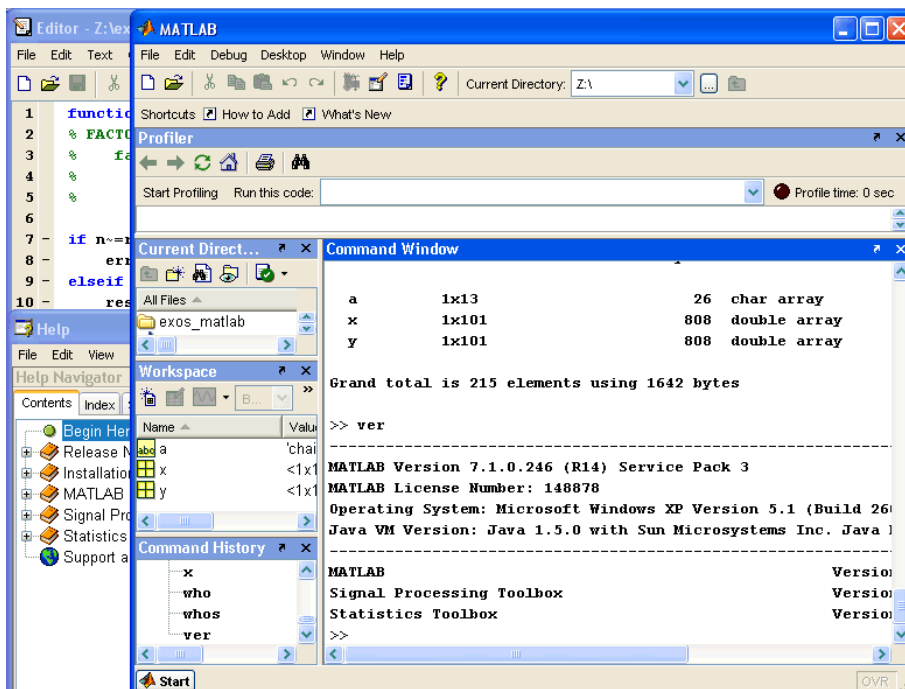 Editor - Z:\ex
File Edit Text
1 functio
2 % FACTO
3 % fa
4 %
5 %
6
7 - if n~=r
8 - err
9 - elseif
10 - res
Help
File Edit View
Help Navigator
Contents Index
Begin Her
Release N
Installation
MATLAB
Signal Pro
Statistics
Support a
MATLAB
File Edit Debug Desktop Window Help
Current Directory: Z:\
Shortcuts How to Add What's New
Profiler
Start Profiling Run this code: Profile time: 0 sec
Current Direct...
All Files
exos_matlab
Workspace
B...
Name Valu
abc a 'chai
x <1x1
y <1x1
Command History
x
who
whos
ver
Command Window
a 1x13 26 char array
x 1x101 808 double array
y 1x101 808 double array
Grand total is 215 elements using 1642 bytes
>> ver
-------------------------------------------------------------------------------------
MATLAB Version 7.1.0.246 (R14) Service Pack 3
MATLAB License Number: 148878
Operating System: Microsoft Windows XP Version 5.1 (Build 26
Java VM Version: Java 1.5.0 with Sun Microsystems Inc. Java
-------------------------------------------------------------------------------------
MATLAB Version
Signal Processing Toolbox Version
Statistics Toolbox Version
>>
Start
OVR